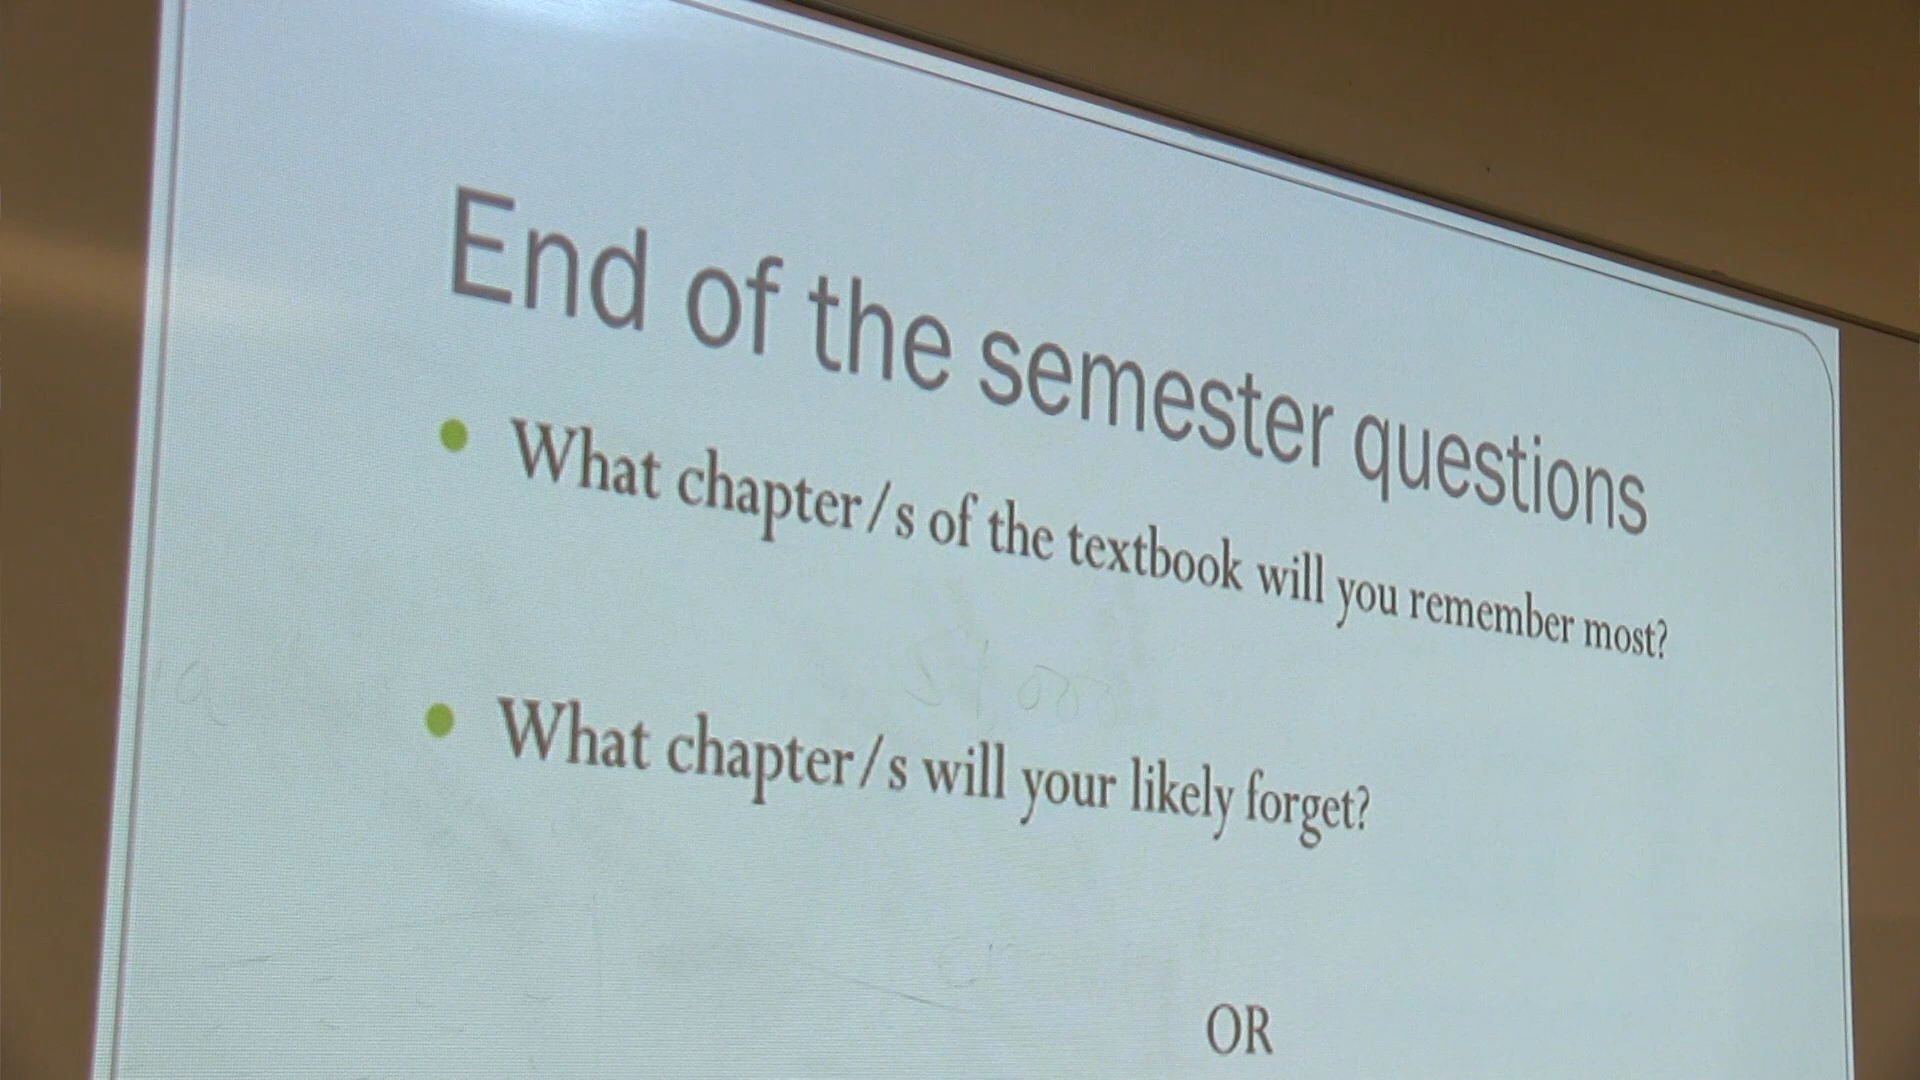 End of the semester questions
What chapter/s of the textbook will you remember most?
What chapter/s will your likely forget?
OR